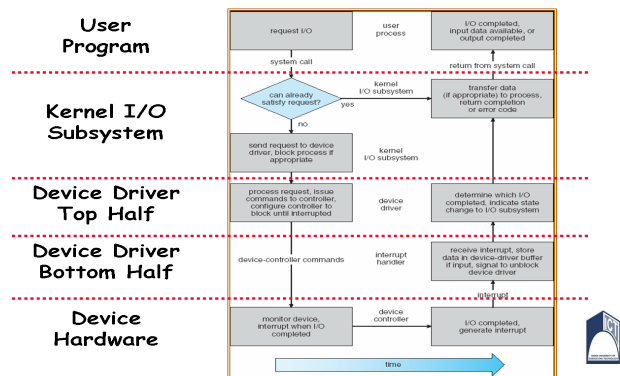 User
Program
request I/O
user
process
I/O completed,
input data available, or
output completed
system call
return from system call
Kernel I/O
Subsystem
can already
satisfy request?
yes
no
kernel
I/O subsystem
transfer data
(if appropriate) to process,
return completion
or error code
send request to device
driver, block process if
appropriate
kernel
I/O subsystem
Device Driver
Top Half
process request, issue
commands to controller,
configure controller to
block until interrupted
device
driver
determine which I/O
completed, indicate state
change to I/O subsystem
Device Driver
Bottom Half
device-controller commands
interrupt
handler
receive interrupt, store
data in device-driver buffer
if input, signal to unblock
device driver
interrupt
Device
Hardware
monitor device,
interrupt when I/O
completed
device
controller
I/O completed,
generate interrupt
time